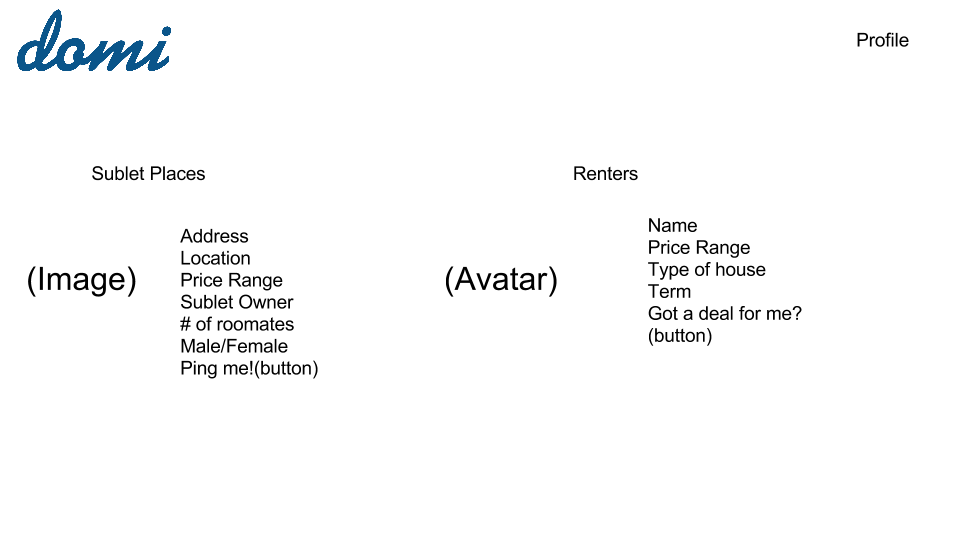 domi
Profile
Sublet Places
(Image)
Address
Location
Price Range
Sublet Owner
# of roomates
Male/Female
Ping me!(button)
Renters
(Avatar)
Name
Price Range
Type of house
Term
Got a deal for me?
(button)